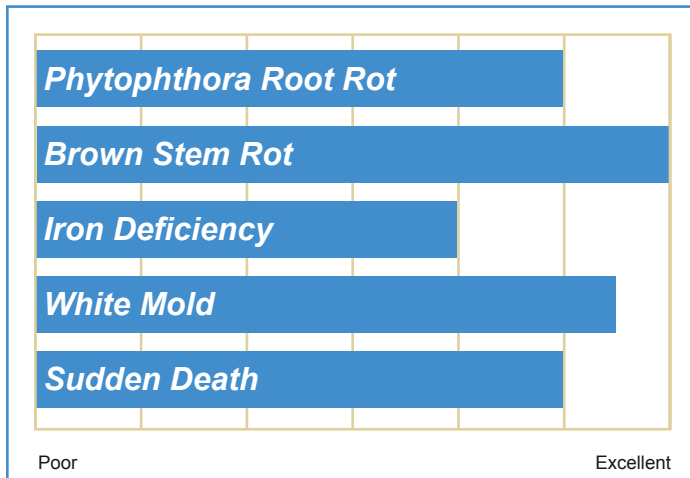 Phytophthora Root Rot
Brown Stem Rot
Iron Deficiency
White Mold
Sudden Death
Poor Excellent